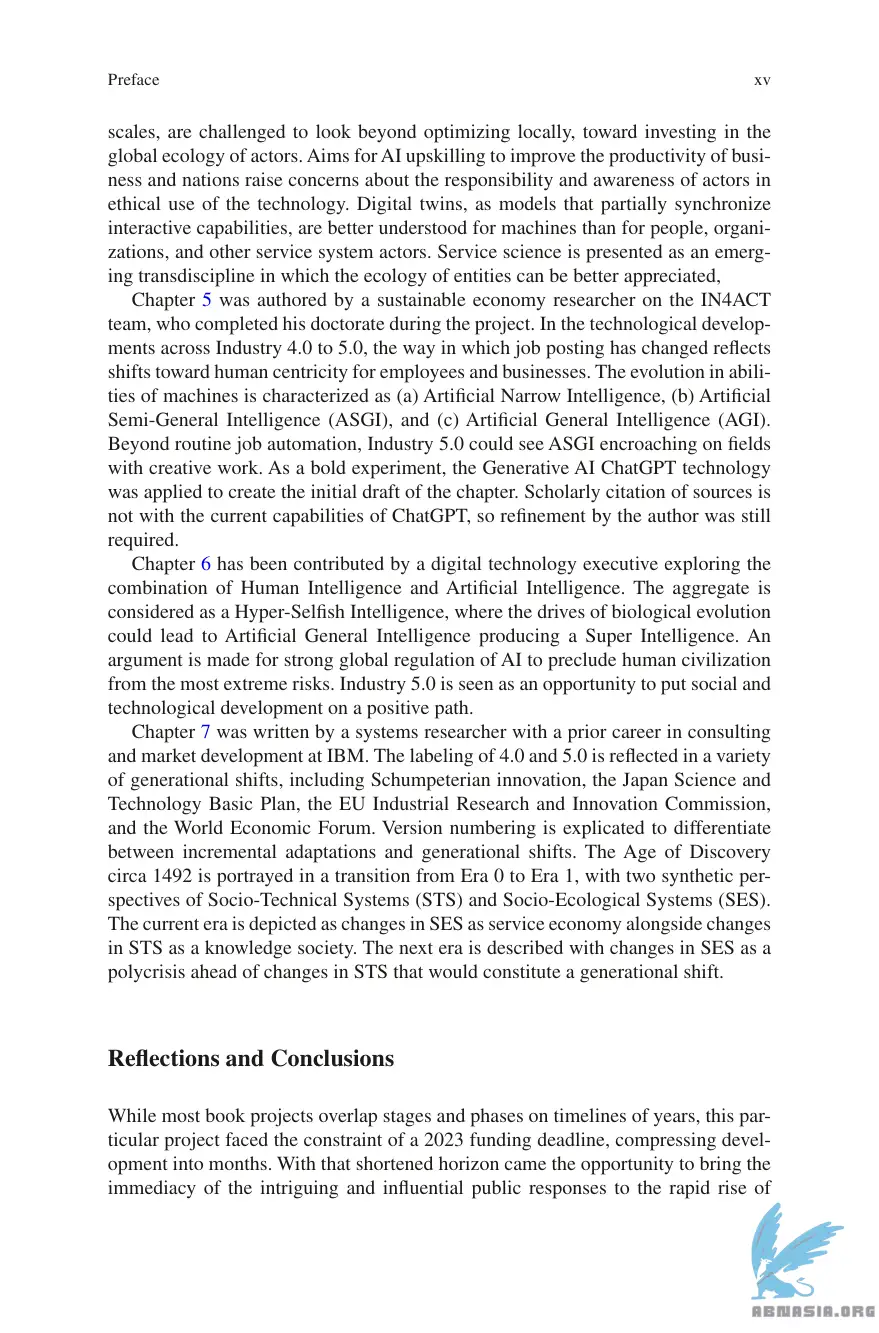 Preface xv
scales, are challenged to look beyond optimizing locally, toward investing in the
global ecology of actors. Aims for AI upskilling to improve the productivity of busi-
ness and nations raise concerns about the responsibility and awareness of actors in
ethical use of the technology. Digital twins, as models that partially synchronize
interactive capabilities, are better understood for machines than for people, organi-
zations, and other service system actors. Service science is presented as an emerg-
ing transdiscipline in which the ecology of entities can be better appreciated,
Chapter 5 was authored by a sustainable economy researcher on the IN4ACT
team, who completed his doctorate during the project. In the technological develop-
ments across Industry 4.0 to 5.0, the way in which job posting has changed reflects
shifts toward human centricity for employees and businesses. The evolution in abili-
ties of machines is characterized as (a) Artificial Narrow Intelligence, (b) Artificial
Semi-General Intelligence (ASGI), and (c) Artificial General Intelligence (AGI).
Beyond routine job automation, Industry 5.0 could see ASGI encroaching on fields
with creative work. As a bold experiment, the Generative AI ChatGPT technology
was applied to create the initial draft of the chapter. Scholarly citation of sources is
not with the current capabilities of ChatGPT, so refinement by the author was still
required.
Chapter 6 has been contributed by a digital technology executive exploring the
combination of Human Intelligence and Artificial Intelligence. The aggregate is
considered as a Hyper-Selfish Intelligence, where the drives of biological evolution
could lead to Artificial General Intelligence producing a Super Intelligence. An
argument is made for strong global regulation of AI to preclude human civilization
from the most extreme risks. Industry 5.0 is seen as an opportunity to put social and
technological development on a positive path.
Chapter 7 was written by a systems researcher with a prior career in consulting
and market development at IBM. The labeling of 4.0 and 5.0 is reflected in a variety
of generational shifts, including Schumpeterian innovation, the Japan Science and
Technology Basic Plan, the EU Industrial Research and Innovation Commission,
and the World Economic Forum. Version numbering is explicated to differentiate
between incremental adaptations and generational shifts. The Age of Discovery
circa 1492 is portrayed in a transition from Era 0 to Era 1, with two synthetic per-
spectives of Socio-Technical Systems (STS) and Socio-Ecological Systems (SES).
The current era is depicted as changes in SES as service economy alongside changes
in STS as a knowledge society. The next era is described with changes in SES as a
polycrisis ahead of changes in STS that would constitute a generational shift.
Reflections and Conclusions
While most book projects overlap stages and phases on timelines of years, this par-
ticular project faced the constraint of a 2023 funding deadline, compressing devel-
opment into months. With that shortened horizon came the opportunity to bring the
immediacy of the intriguing and influential public responses to the rapid rise of
ABNASIA.ORG